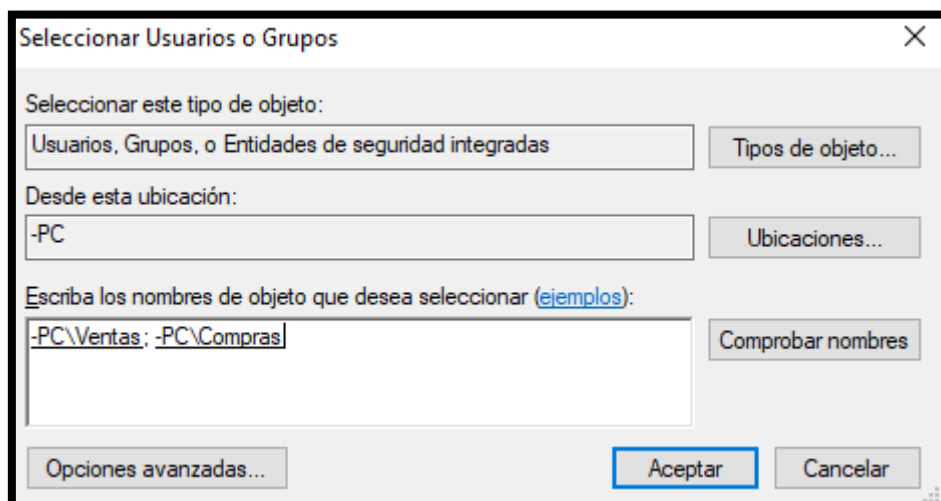 Seleccionar Usuarios o Grupos
Seleccionar este tipo de objeto:
Usuarios, Grupos, o Entidades de seguridad integradas
Tipos de objeto...
Desde esta ubicación:
-PC
Ubicaciones...
Escriba los nombres de objeto que desea seleccionar (ejemplos):
-PC\Ventas; -PC\Compras
Comprobar nombres
Opciones avanzadas...
Aceptar
Cancelar